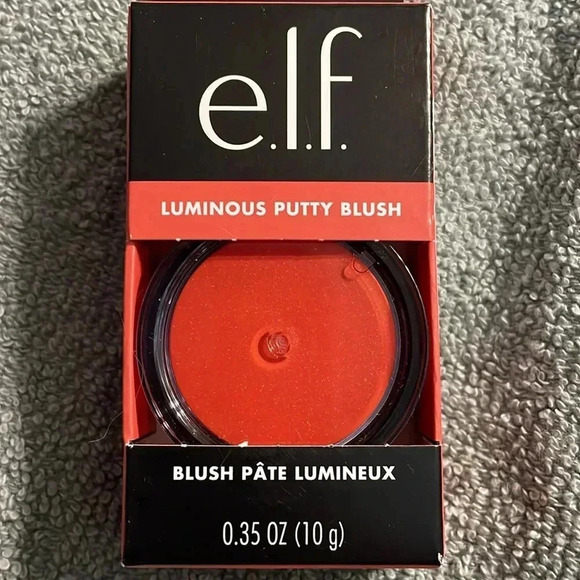 e.l.f.
LUMINOUS PUTTY BLUSH
BLUSH PÂTE LUMINEUX
0.35 OZ (10 g)